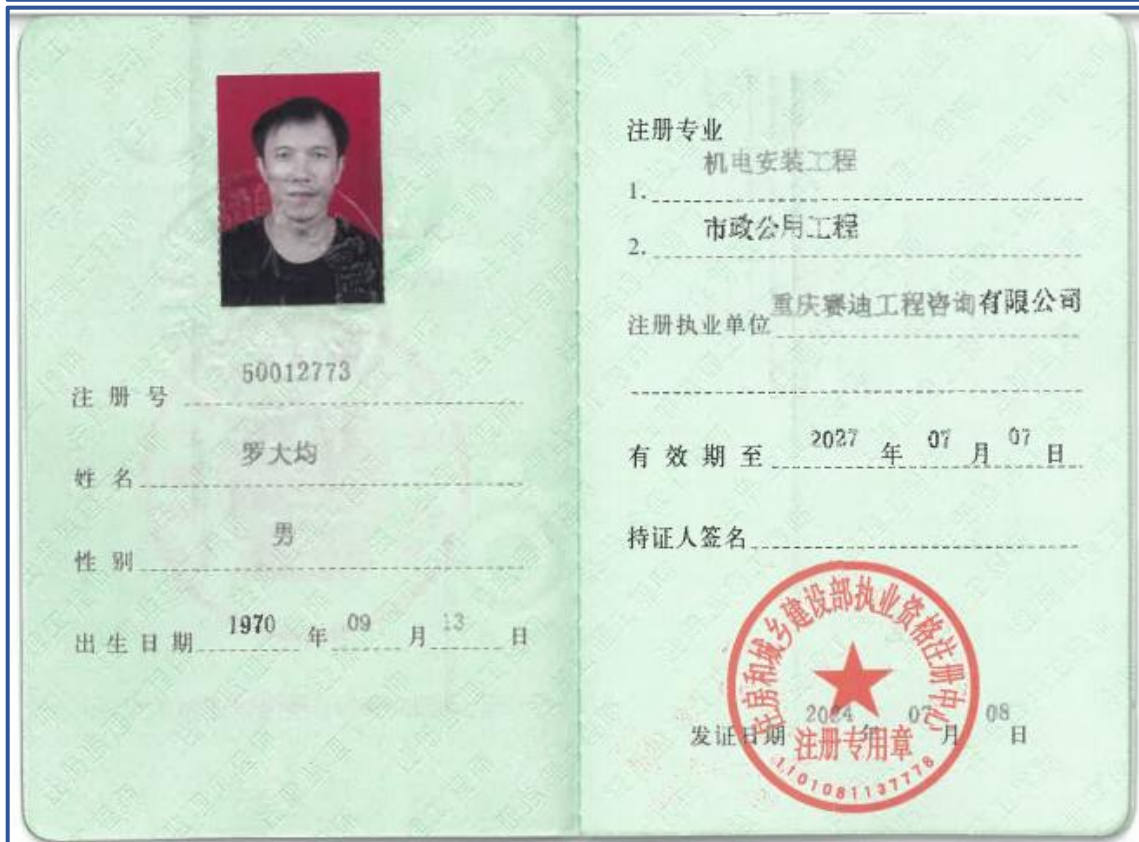 注册号 50012773
姓名 罗大均
性别 男
出生日期 1970 年 09 月 13 日
注册专业
1. 机电安装工程
2. 市政公用工程
注册执业单位 重庆赛迪工程咨询有限公司
有效期至 2027 年 07 月 07 日
持证人签名
住房和城乡建设部执业资格注册中心
发证日期 2024 年 07 月 08 日
注册专用章
1101081137778